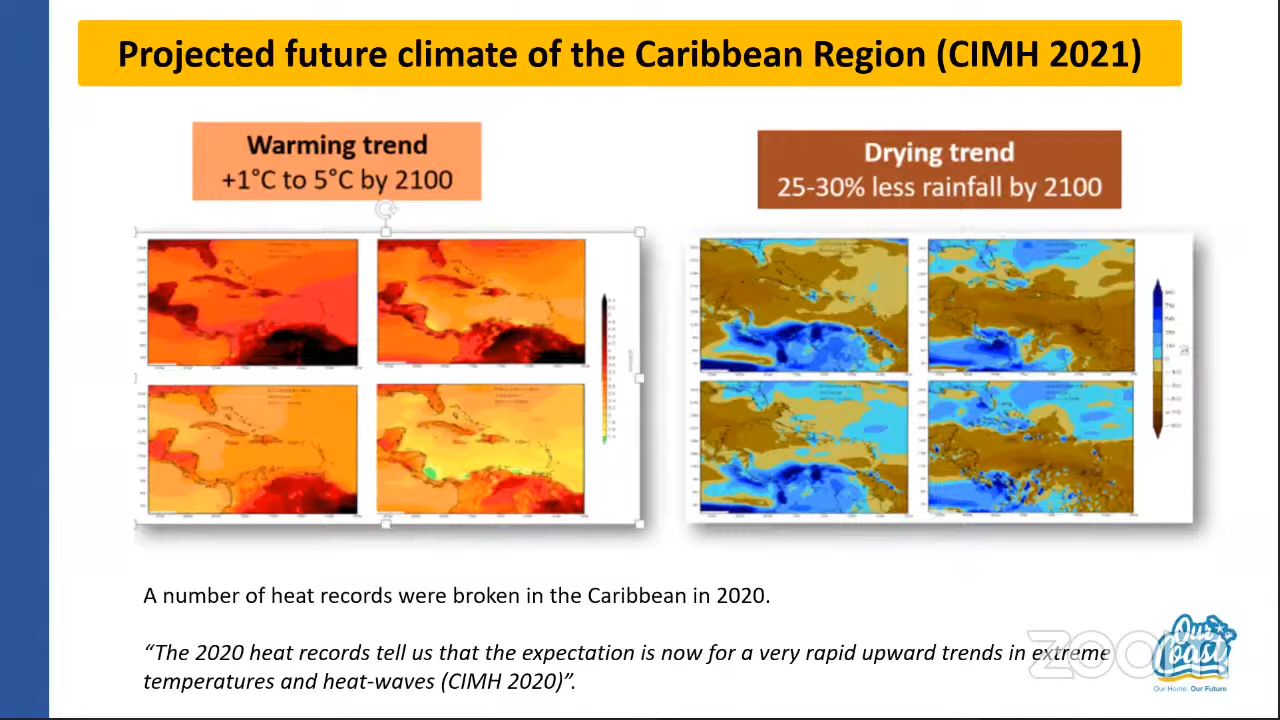 Projected future climate of the Caribbean Region (CIMH 2021)
Warming trend
+1°C to 5°C by 2100
Drying trend
25-30% less rainfall by 2100
A number of heat records were broken in the Caribbean in 2020.
“The 2020 heat records tell us that the expectation is now for a very rapid upward trends in extreme
temperatures and heat-waves (CIMH 2020)”.
zoom
Our
Coast
Our Home, Our Future